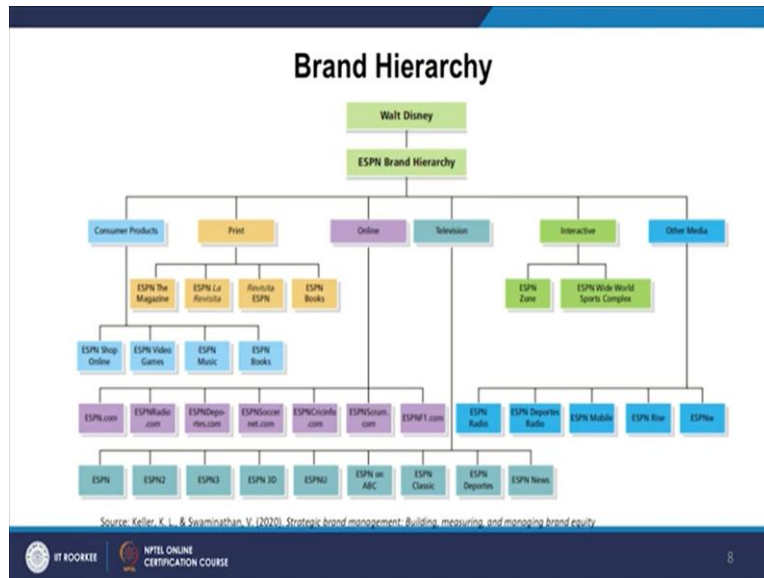 Brand Hierarchy
Walt Disney
ESPN Brand Hierarchy
Consumer Products
Print
Online
Television
Interactive
Other Media
ESPN The
Magazine
ESPN La
Revisita
Revisita
ESPN
ESPN
Books
ESPN
Zone
ESPN Wide World
Sports Complex
ESPN Shop
Online
ESPN Video
Games
ESPN
Music
ESPN
Books
ESPN.com
ESPNRadio
.com
ESPNDepo-
rtes.com
ESPNSoccer
net.com
ESPNCricinfo
.com
ESPNScrum.
com
ESPNF1.com
ESPN
Radio
ESPN Deportes
Radio
ESPN Mobile
ESPN Rise
ESPNw
ESPN
ESPN2
ESPN3
ESPN 3D
ESPNU
ESPN on
ABC
ESPN
Classic
ESPN
Deportes
ESPN News
Source: Keller, K. L., & Swaminathan, V. (2020). Strategic brand management: Building, measuring, and managing brand equity
IIT ROORKEE
NPTEL ONLINE
CERTIFICATION COURSE
8